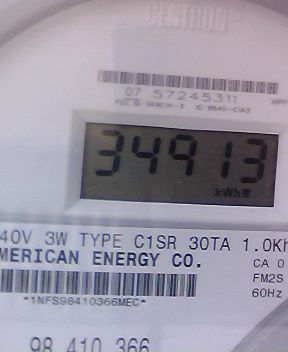 CENTRON
07 57245311
34913
kWh
40V 3W TYPE C1SR 30TA 1.0Kh
MERICAN ENERGY CO.
CA 0
FM2S
60Hz
*1NFS98410366MEC*
98 410 366